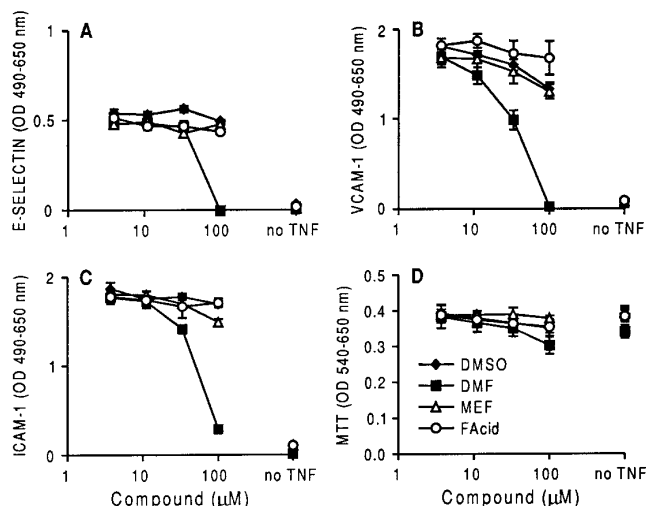 A
E-SELECTIN (OD 490-650 nm)
1
0.5
0
1
10
100
no TNF
B
VCAM-1 (OD 490-650 nm)
2
1
0
1
10
100
no TNF
C
ICAM-1 (OD 490-650 nm)
2
1
0
1
10
100
no TNF
Compound (μM)
D
MTT (OD 540-650 nm)
0.5
0.4
0.3
0.2
0.1
0.0
DMSO
DMF
MEF
FAcid
1
10
100
no TNF
Compound (μM)